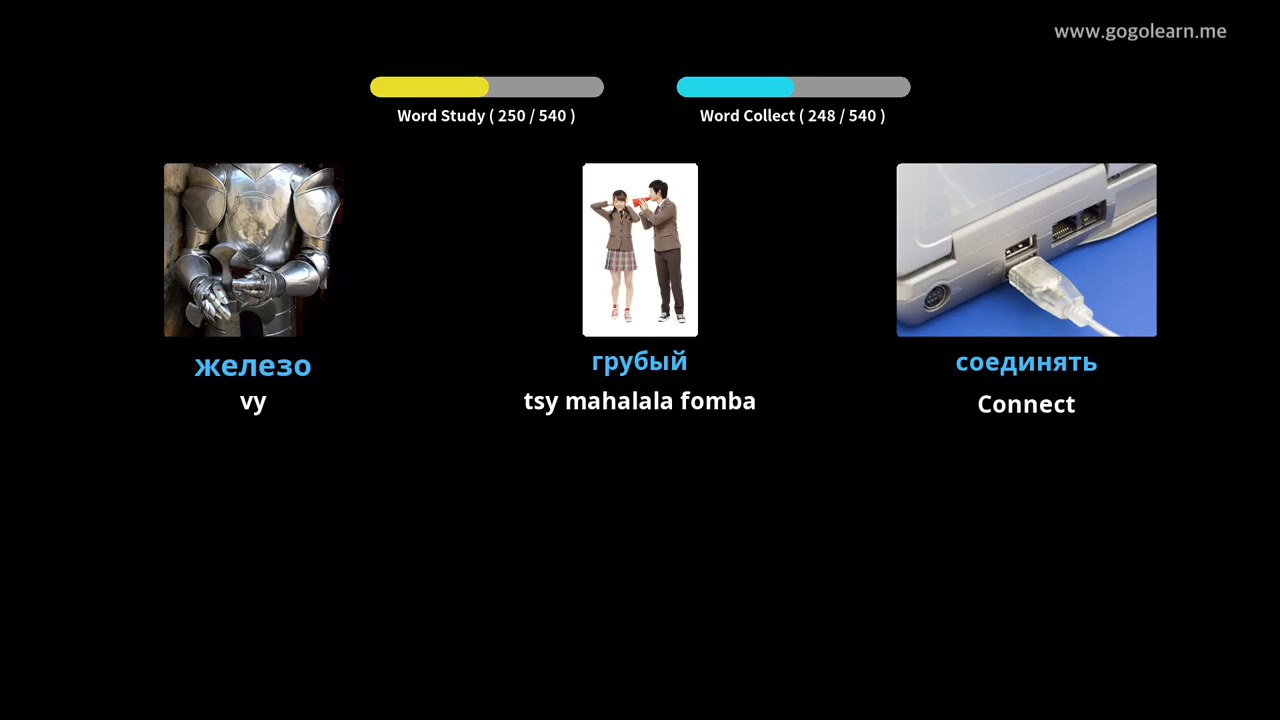 www.gogolearn.me
Word Study ( 250 / 540 )
Word Collect ( 248 / 540 )
железо
vy
грубый
tsy mahalala fomba
соединять
Connect